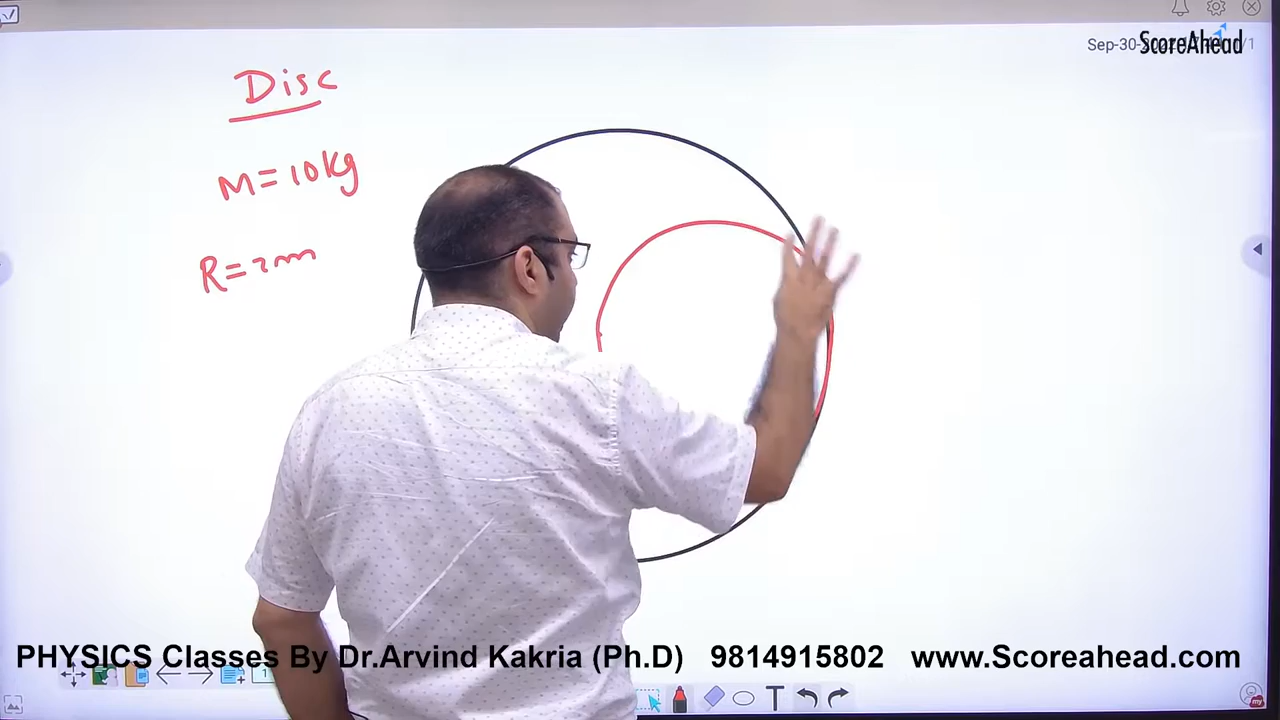 ScoreAhead
Disc
M=10kg
R=2m
PHYSICS Classes By Dr.Arvind Kakria (Ph.D) 9814915802 www.Scoreahead.com